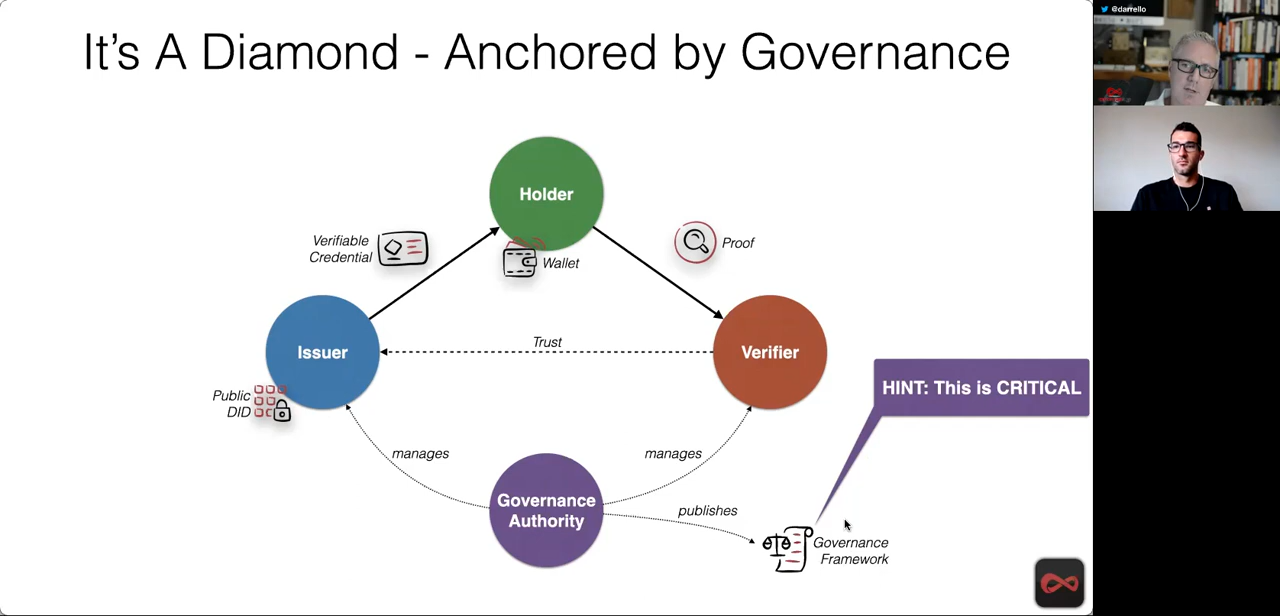 It's A Diamond - Anchored by Governance
@darrello
Holder
Verifiable
Credential
Wallet
Proof
Issuer
Trust
Verifier
Public
DID
HINT: This is CRITICAL
manages
manages
Governance
Authority
publishes
Governance
Framework